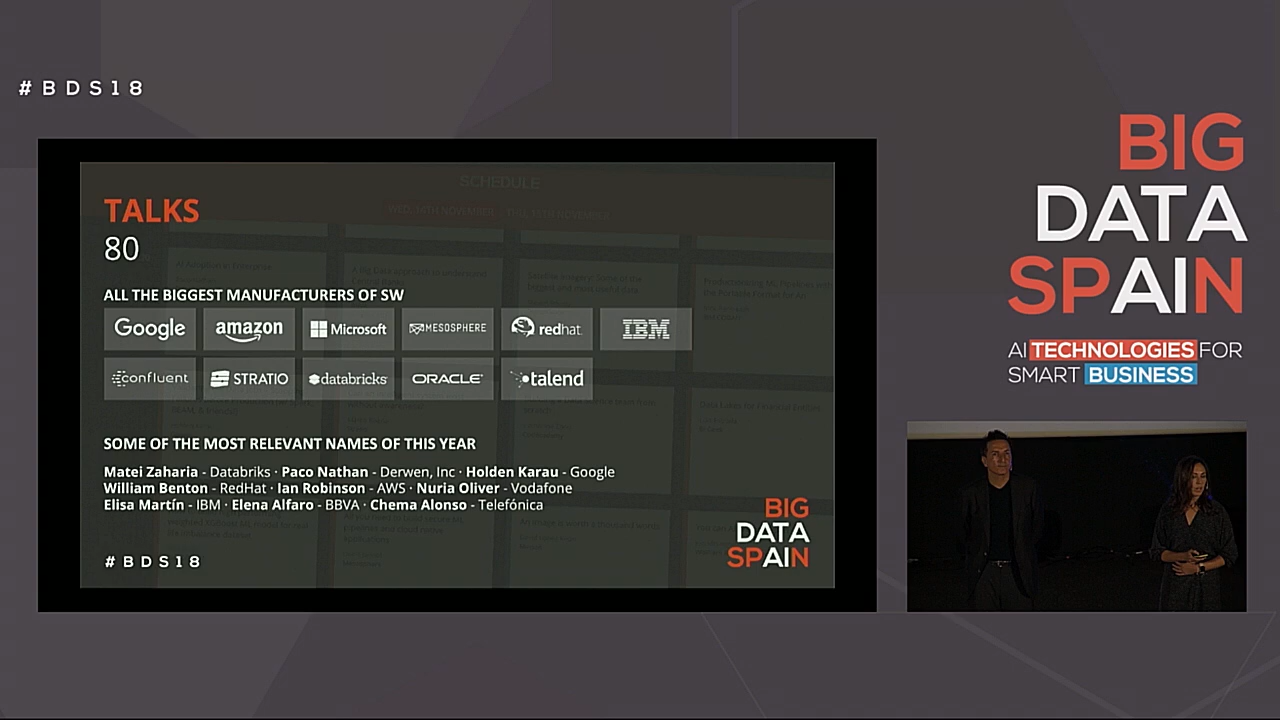 #BDS18
SCHEDULE
TALKS
80
ALL THE BIGGEST MANUFACTURERS OF SW
Google amazon Microsoft MESOSPHERE redhat. IBM
confluent STRATIO databricks ORACLE talend
SOME OF THE MOST RELEVANT NAMES OF THIS YEAR
Matei Zaharia - Databriks · Paco Nathan - Derwen, Inc · Holden Karau - Google
William Benton - RedHat · Ian Robinson - AWS · Nuria Oliver - Vodafone
Elisa Martín - IBM · Elena Alfaro - BBVA · Chema Alonso - Telefónica
#BDS18
BIG
DATA
SPAIN
BIG
DATA
SPAIN
AI TECHNOLOGIES FOR
SMART BUSINESS